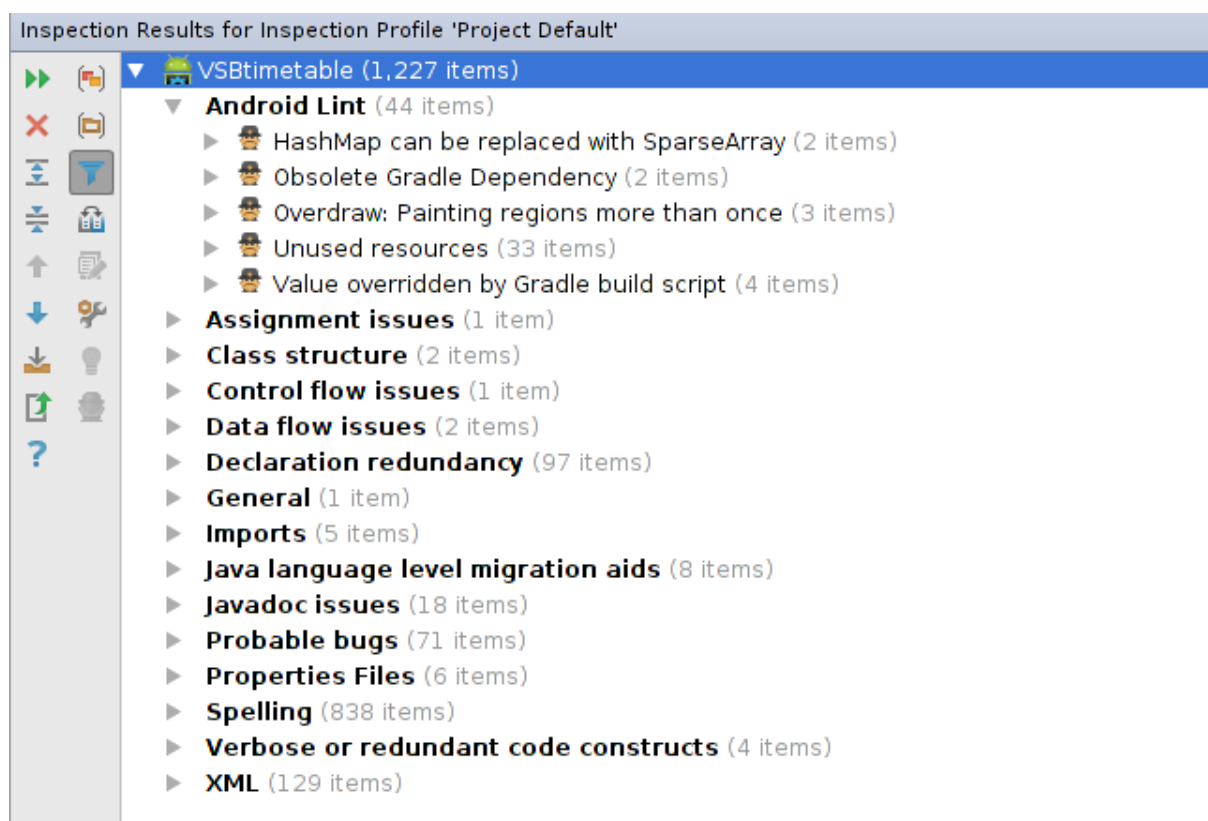 Inspection Results for Inspection Profile 'Project Default'
VSBtimetable (1,227 items)
Android Lint (44 items)
HashMap can be replaced with SparseArray (2 items)
Obsolete Gradle Dependency (2 items)
Overdraw: Painting regions more than once (3 items)
Unused resources (33 items)
Value overridden by Gradle build script (4 items)
Assignment issues (1 item)
Class structure (2 items)
Control flow issues (1 item)
Data flow issues (2 items)
Declaration redundancy (97 items)
General (1 item)
Imports (5 items)
Java language level migration aids (8 items)
Javadoc issues (18 items)
Probable bugs (71 items)
Properties Files (6 items)
Spelling (838 items)
Verbose or redundant code constructs (4 items)
XML (129 items)